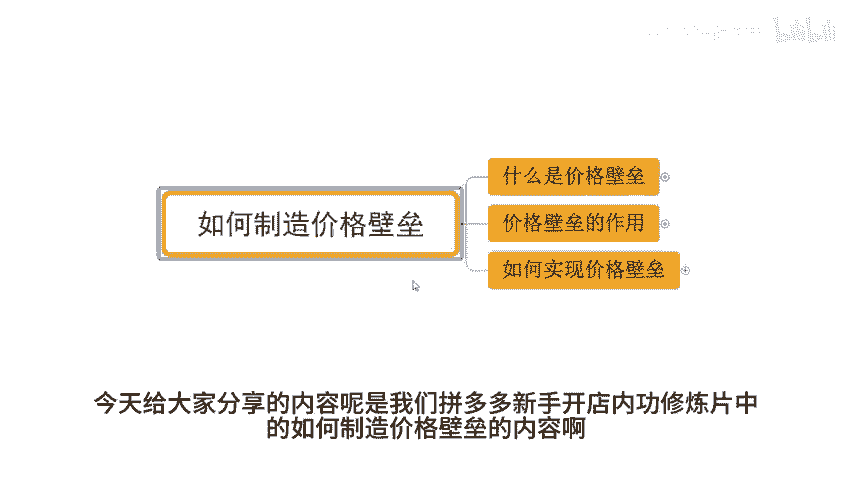 什么是价格壁垒
如何制造价格壁垒
价格壁垒的作用
如何实现价格壁垒
今天给大家分享的内容呢是我们拼多多新手开店内功修炼片中
的如何制造价格壁垒的内容啊